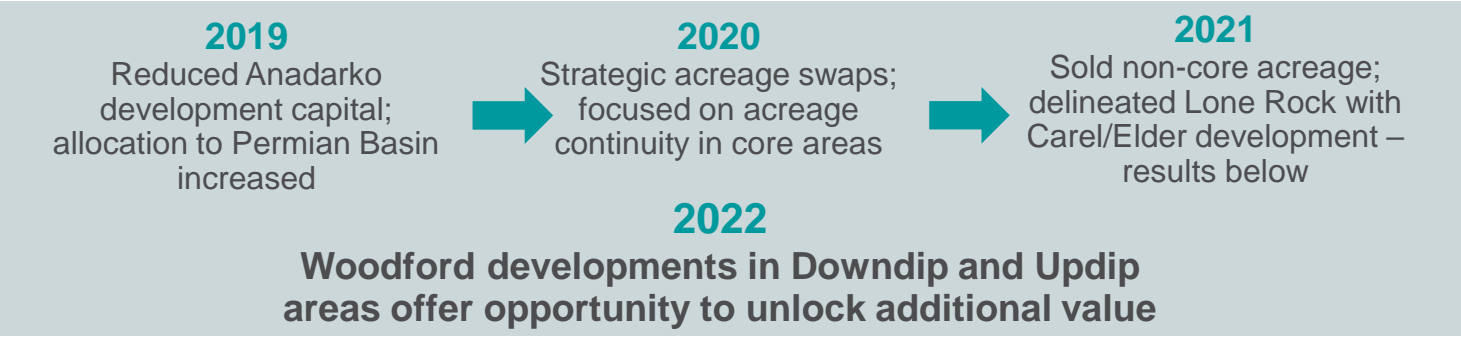 2019
Reduced Anadarko
development capital;
allocation to Permian Basin
increased
2020
Strategic acreage swaps;
focused on acreage
continuity in core areas
2021
Sold non-core acreage;
delineated Lone Rock with
Carel/Elder development –
results below
2022
Woodford developments in Downdip and Updip
areas offer opportunity to unlock additional value